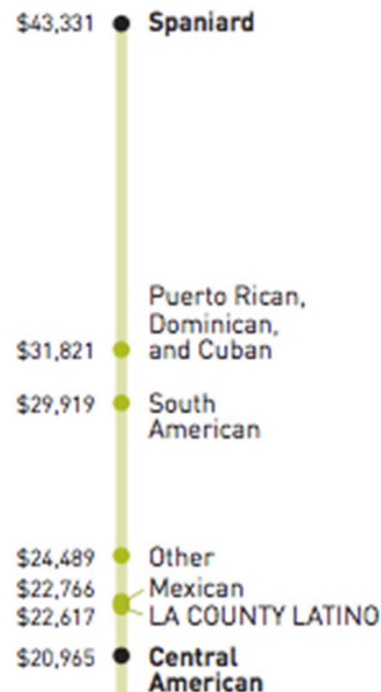 $43,331 Spaniard
Puerto Rican,
Dominican,
$31,821 and Cuban
$29,919 South
American
$24,489 Other
$22,766 Mexican
$22,617 LA COUNTY LATINO
$20,965 Central
American